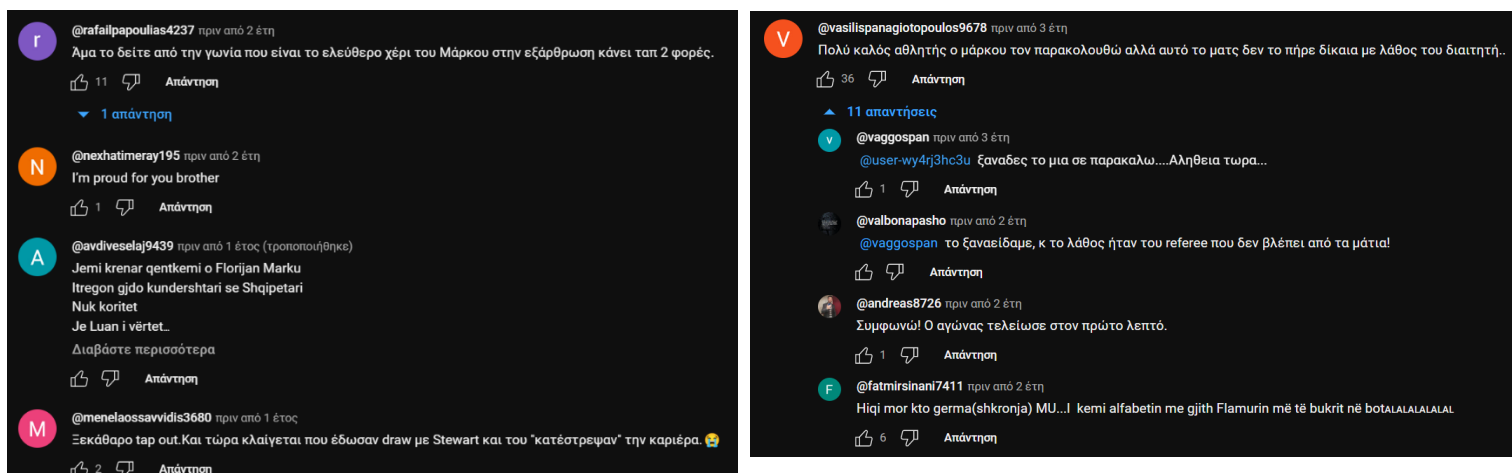 @rafailpapoulias4237 πριν από 2 έτη
Άμα το δείτε από την γωνία που είναι το ελεύθερο χέρι του Μάρκου στην εξάρθρωση κάνει ταπ 2 φορές.
11 Απάντηση
1 απάντηση
N
@nexhatimeray195 πριν από 2 έτη
I'm proud for you brother
1 Απάντηση
A
@avdiveselaj9439 πριν από 1 έτος (τροποποιήθηκε)
Jemi krenar qentkemi o Florijan Marku
Itregon gjdo kundershtari se Shqipetari
Nuk koritet
Je Luan i vërtet...
Διαβάστε περισσότερα
Απάντηση
M
@menelaossavvidis3680 πριν από 1 έτος
Ξεκάθαρο tap out.Και τώρα κλαίγεται που έδωσαν draw με Stewart και του "κατέστρεψαν" την καριέρα. 😭
2 Απάντηση
V
@vasilispanagiotopoulos9678 πριν από 3 έτη
Πολύ καλός αθλητής ο μάρκου τον παρακολουθώ αλλά αυτό το ματς δεν το πήρε δίκαια με λάθος του διαιτητή..
36 Απάντηση
11 απαντήσεις
v
@vaggospan πριν από 3 έτη
@user-wy4rj3hc3u ξαναδες το μια σε παρακαλω....Αληθεια τωρα...
1 Απάντηση
@valbonapasho πριν από 2 έτη
@vaggospan το ξαναείδαμε, κ το λάθος ήταν του referee που δεν βλέπει από τα μάτια!
Απάντηση
@andreas8726 πριν από 2 έτη
Συμφωνώ! Ο αγώνας τελείωσε στον πρώτο λεπτό.
1 Απάντηση
F
@fatmirsinani7411 πριν από 2 έτη
Hiqi mor kto germa(shkronja) MU...I kemi alfabetin me gjith Flamurin më të bukrit në botᴀʟᴀʟᴀʟᴀʟᴀʟᴀʟ
6 Απάντηση